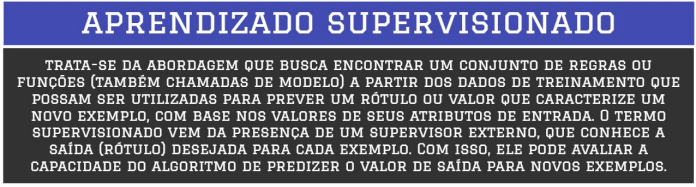 APRENDIZADO SUPERVISIONADO
TRATA-SE DA ABORDAGEM QUE BUSCA ENCONTRAR UM CONJUNTO DE REGRAS OU
FUNÇÕES (TAMBÉM CHAMADAS DE MODELO) A PARTIR DOS DADOS DE TREINAMENTO QUE
POSSAM SER UTILIZADAS PARA PREVER UM RÓTULO OU VALOR QUE CARACTERIZE UM
NOVO EXEMPLO, COM BASE NOS VALORES DE SEUS ATRIBUTOS DE ENTRADA. O TERMO
SUPERVISIONADO VEM DA PRESENÇA DE UM SUPERVISOR EXTERNO, QUE CONHECE A
SAÍDA (RÓTULO) DESEJADA PARA CADA EXEMPLO. COM ISSO, ELE PODE AVALIAR A
CAPACIDADE DO ALGORITMO DE PREDIZER O VALOR DE SAÍDA PARA NOVOS EXEMPLOS.